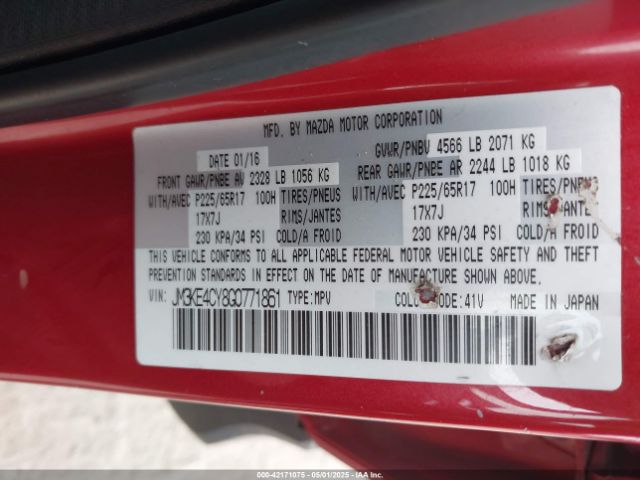 MFD. BY MAZDA MOTOR CORPORATION
DATE 01/16 GVWR/PNBV 4566 LB 2071 KG
FRONT GAWR/PNBE AV 2328 LB 1056 KG REAR GAWR/PNBE AR 2244 LB 1018 KG
WITH/AVEC P225/65R17 100H TIRES/PNEUS WITH/AVEC P225/65R17 100H TIRES/PNEUS
17X7J RIMS/JANTES 17X7J RIMS/JANTES
230 KPA/34 PSI COLD/A FROID 230 KPA/34 PSI COLD/A FROID
THIS VEHICLE CONFORMS TO ALL APPLICABLE FEDERAL MOTOR VEHICLE SAFETY AND THEFT
PREVENTION STANDARDS IN EFFECT ON THE DATE OF MANUFACTURE SHOWN ABOVE.
VIN: JM3KE4CY8G0771861 TYPE:MPV CODE:41V MADE IN JAPAN
000-42171075 05/01/2025 Copyright IAA